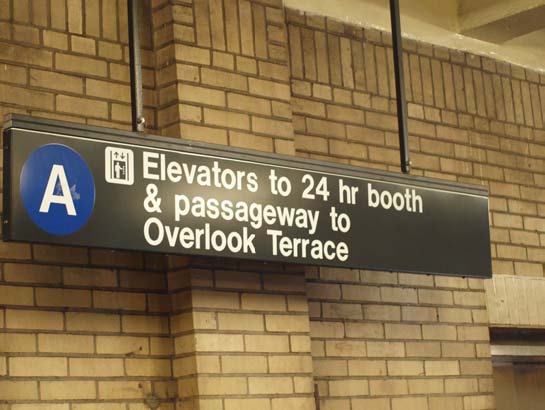 A
Elevators to 24 hr booth
& passageway to
Overlook Terrace